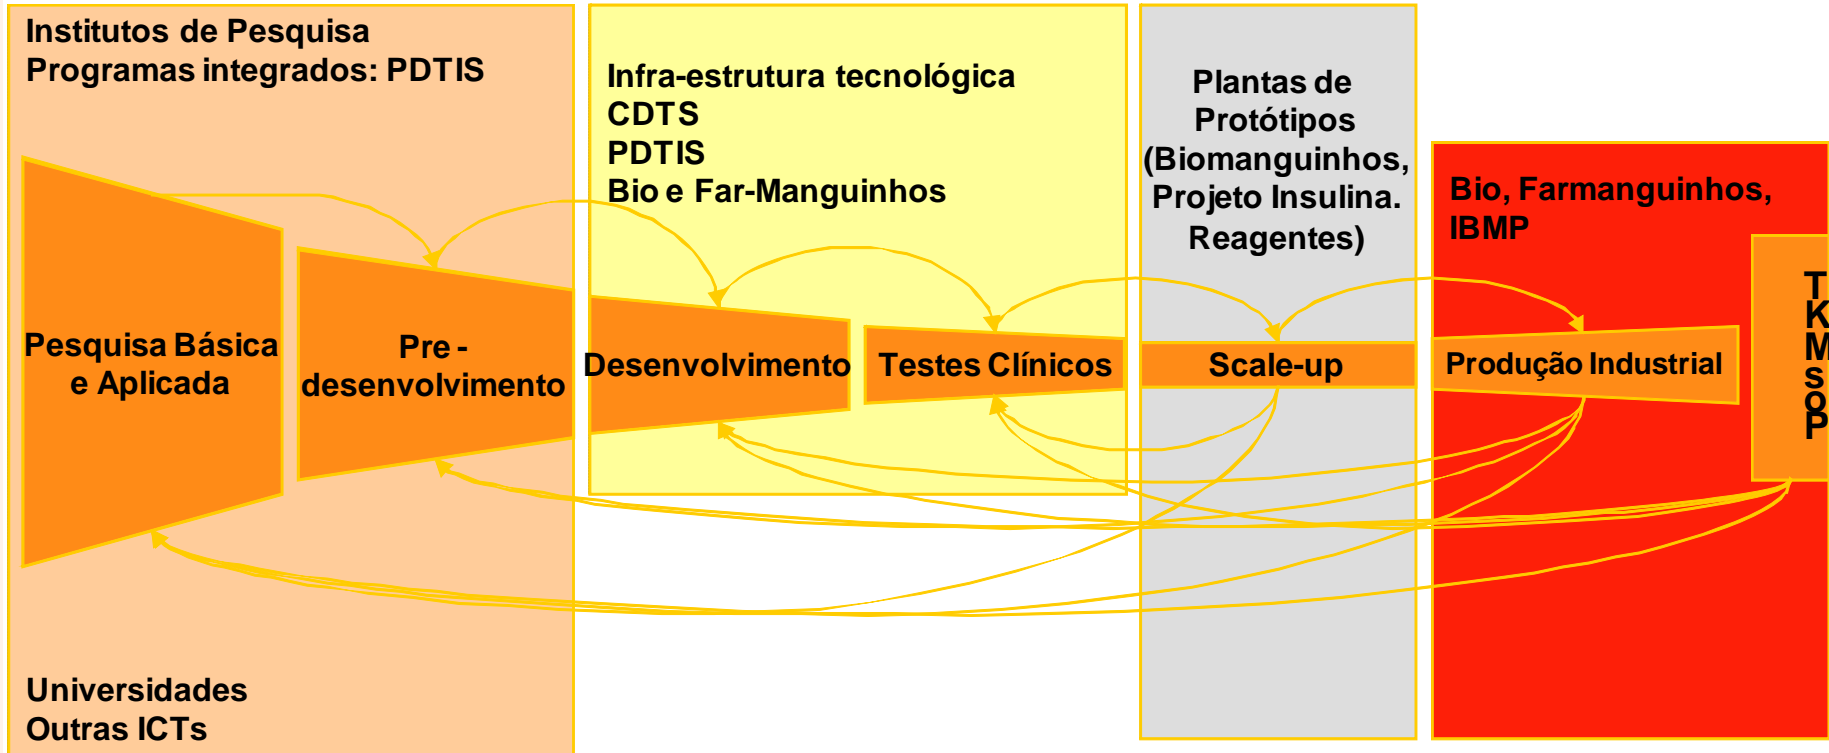 Institutos de Pesquisa
Programas integrados: PDTIS
Infra-estrutura tecnológica
CDTS
PDTIS
Bio e Far-Manguinhos
Plantas de
Protótipos
(Biomanguinhos,
Projeto Insulina.
Reagentes)
Bio, Farmanguinhos,
IBMP
Pesquisa Básica
e Aplicada
Pre -
desenvolvimento
Desenvolvimento
Testes Clínicos
Scale-up
Produção Industrial
T
K
M
s
o
P
Universidades
Outras ICTs